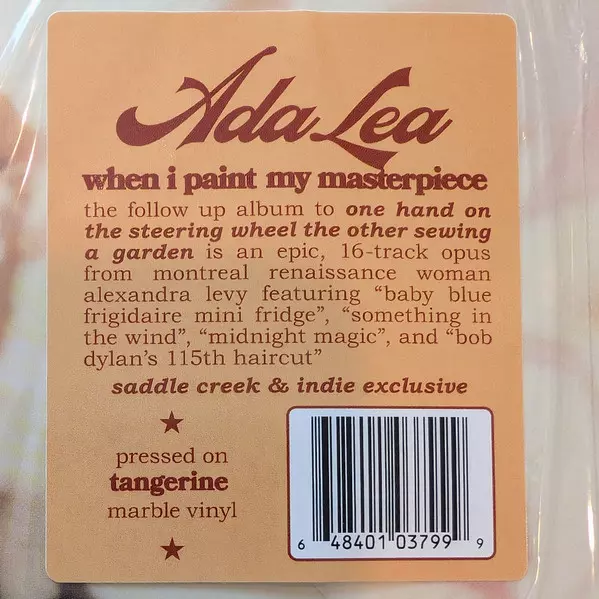 Ada Lea
when i paint my masterpiece
the follow up album to one hand on
the steering wheel the other sewing
a garden is an epic, 16-track opus
from montreal renaissance woman
alexandra levy featuring “baby blue
frigidaire mini fridge”, “something in
the wind”, “midnight magic”, and “bob
dylan’s 115th haircut”
saddle creek & indie exclusive
pressed on
tangerine
marble vinyl
6 48401 03799 9